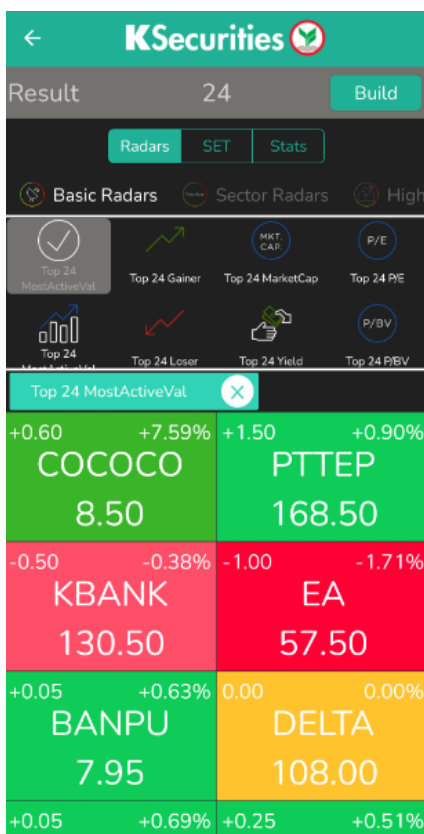 KSecurities
Result 24 Build
Radars SET Stats
Basic Radars Sector Radars High
MKT. CAP. P/E
Top 24 MostActiveVal Top 24 Gainer Top 24 MarketCap Top 24 P/E
P/BV
Top 24 Top 24 Loser Top 24 Yield Top 24 P/BV
Top 24 MostActiveVal
+0.60 +7.59% +1.50 +0.90%
COCOCO PTTEP
8.50 168.50
-0.50 -0.38% -1.00 -1.71%
KBANK EA
130.50 57.50
+0.05 +0.63% 0.00 0.00%
BANPU DELTA
7.95 108.00
+0.05 +0.69% +0.25 +0.51%